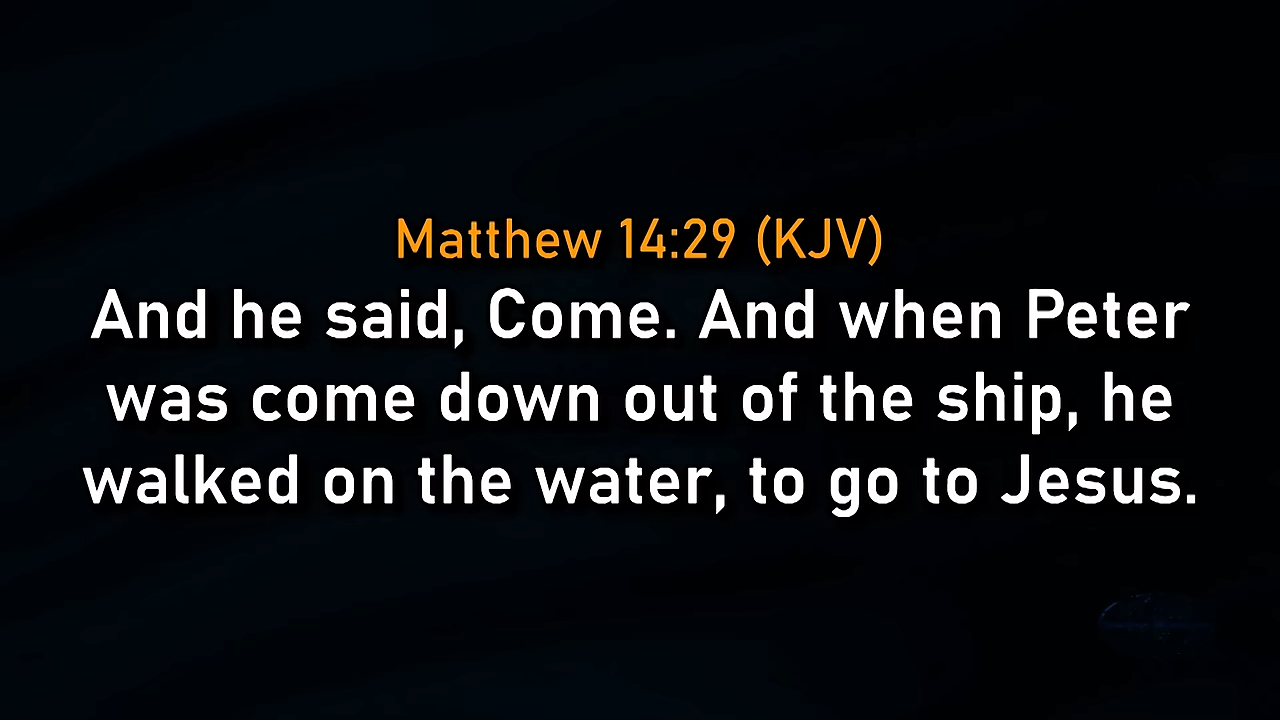 Matthew 14:29 (KJV)
And he said, Come. And when Peter
was come down out of the ship, he
walked on the water, to go to Jesus.